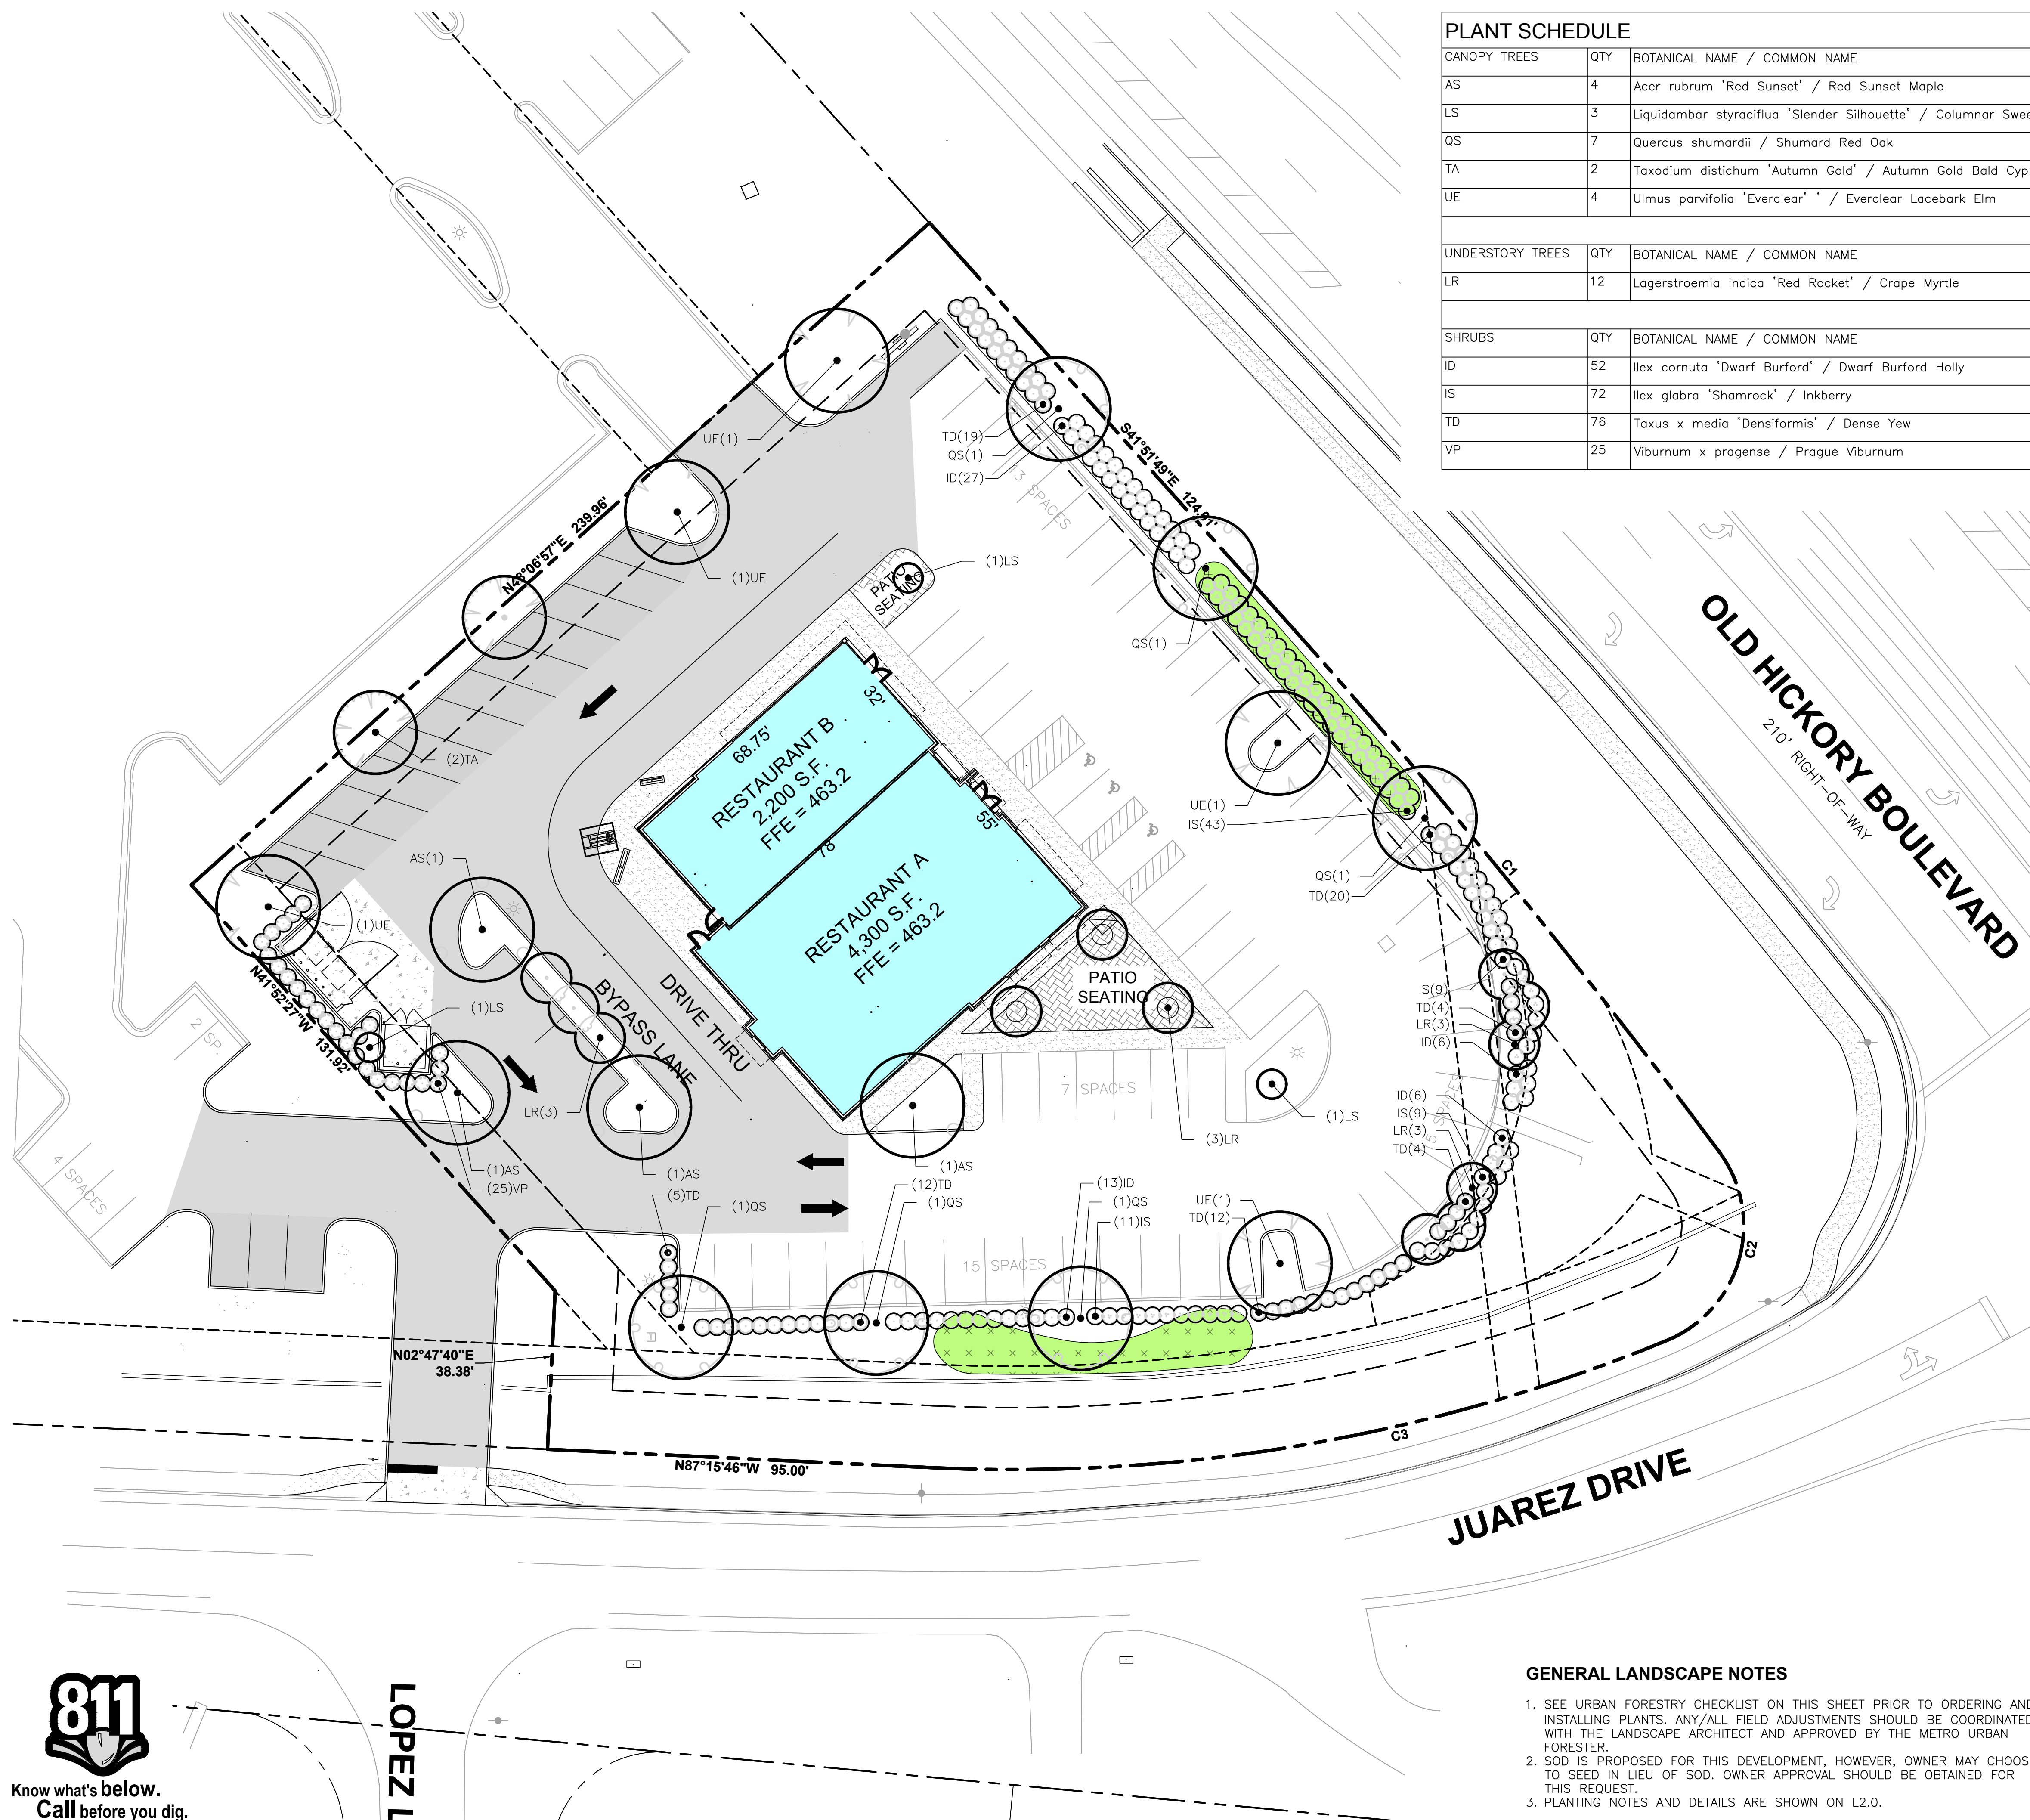 PLANT SCHEDULE
CANOPY TREES QTY BOTANICAL NAME / COMMON NAME
AS 4 Acer rubrum 'Red Sunset' / Red Sunset Maple
LS 3 Liquidambar styraciflua 'Slender Silhouette' / Columnar Swee
QS 7 Quercus shumardii / Shumard Red Oak
TA 2 Taxodium distichum 'Autumn Gold' / Autumn Gold Bald Cyp
UE 4 Ulmus parvifolia 'Everclear' ' / Everclear Lacebark Elm
UNDERSTORY TREES QTY BOTANICAL NAME / COMMON NAME
LR 12 Lagerstroemia indica 'Red Rocket' / Crape Myrtle
SHRUBS QTY BOTANICAL NAME / COMMON NAME
ID 52 Ilex cornuta 'Dwarf Burford' / Dwarf Burford Holly
IS 72 Ilex glabra 'Shamrock' / Inkberry
TD 76 Taxus x media 'Densiformis' / Dense Yew
VP 25 Viburnum x pragense / Prague Viburnum
UE(1)
TD(19)
QS(1)
ID(27)
13 SPACES
S41°51'49"E 124.91'
N48°06'57"E 239.96'
(1)UE
(1)LS
PATIO
SEATING
QS(1)
OLD HICKORY BOULEVARD
210' RIGHT-OF-WAY
(2)TA
32'
68.75'
RESTAURANT B
2,200 S.F.
FFE = 463.2
78'
55'
RESTAURANT A
4,300 S.F.
FFE = 463.2
UE(1)
IS(43)
AS(1)
QS(1)
TD(20)
C1
(1)UE
N41°52'27"W 131.92'
(1)LS
2 SP.
BYPASS LANE
DRIVE THRU
PATIO
SEATING
IS(9)
TD(4)
LR(3)
ID(6)
7 SPACES
LR(3)
(1)LS
(3)LR
ID(6)
IS(9)
LR(3)
TD(4)
4 SPACES
(1)AS
(25)VP
(1)AS
(5)TD
(1)QS
(1)AS
(12)TD
(1)QS
(13)ID
(1)QS
(11)IS
UE(1)
TD(12)
15 SPACES
C2
N02°47'40"E
38.38'
N87°15'46"W 95.00'
C3
JUAREZ DRIVE
811
Know what's below.
Call before you dig.
LOPEZ L
GENERAL LANDSCAPE NOTES
1. SEE URBAN FORESTRY CHECKLIST ON THIS SHEET PRIOR TO ORDERING AND
INSTALLING PLANTS. ANY/ALL FIELD ADJUSTMENTS SHOULD BE COORDINATED
WITH THE LANDSCAPE ARCHITECT AND APPROVED BY THE METRO URBAN
FORESTER.
2. SOD IS PROPOSED FOR THIS DEVELOPMENT, HOWEVER, OWNER MAY CHOOS
TO SEED IN LIEU OF SOD. OWNER APPROVAL SHOULD BE OBTAINED FOR
THIS REQUEST.
3. PLANTING NOTES AND DETAILS ARE SHOWN ON L2.0.